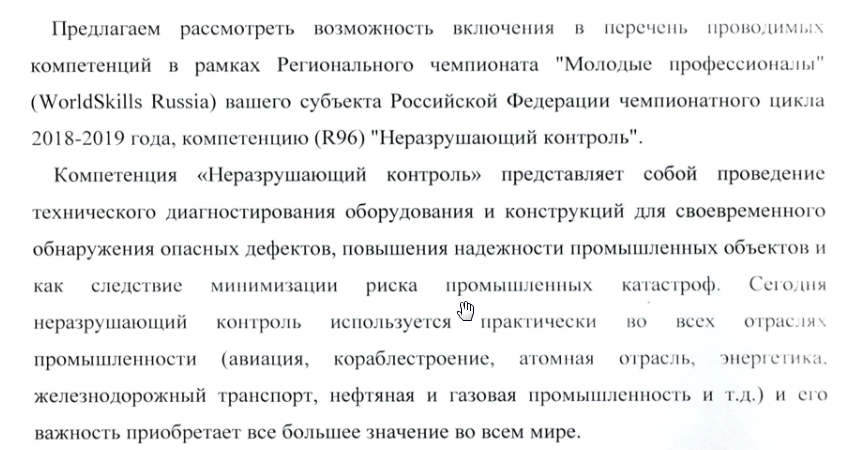 Предлагаем рассмотреть возможность включения в перечень проводимых
компетенций в рамках Регионального чемпионата "Молодые профессионалы"
(WorldSkills Russia) вашего субъекта Российской Федерации чемпионатного цикла
2018-2019 года, компетенцию (R96) "Неразрушающий контроль".
Компетенция «Неразрушающий контроль» представляет собой проведение
технического диагностирования оборудования и конструкций для своевременного
обнаружения опасных дефектов, повышения надежности промышленных объектов и
как следствие минимизации риска промышленных катастроф. Сегодня
неразрушающий контроль используется практически во всех отраслях
промышленности (авиация, кораблестроение, атомная отрасль, энергетика,
железнодорожный транспорт, нефтяная и газовая промышленность и т.д.) и его
важность приобретает все большее значение во всем мире.